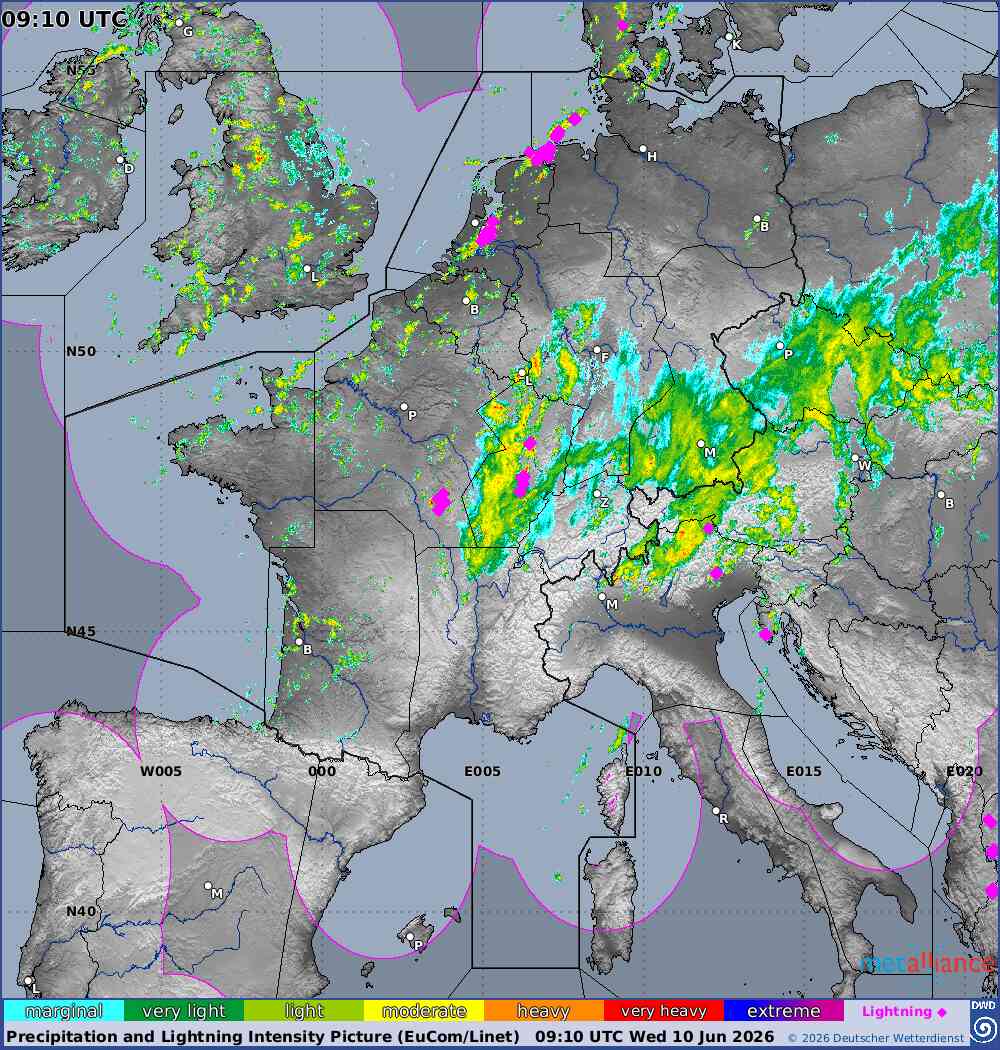 09:10 UTC
G
K
N55
D
H
B
L
B
N50
F
P
L
P
M
W
Z
B
M
N45
B
W005
000
E005
E010
E015
E020
R
M
N40
P
L
metalliance
marginal
very light
light
moderate
heavy
very heavy
extreme
Lightning
DWD
Precipitation and Lightning Intensity Picture (EuCom/Linet) 09:10 UTC Wed 10 Jun 2026 © 2026 Deutscher Wetterdienst